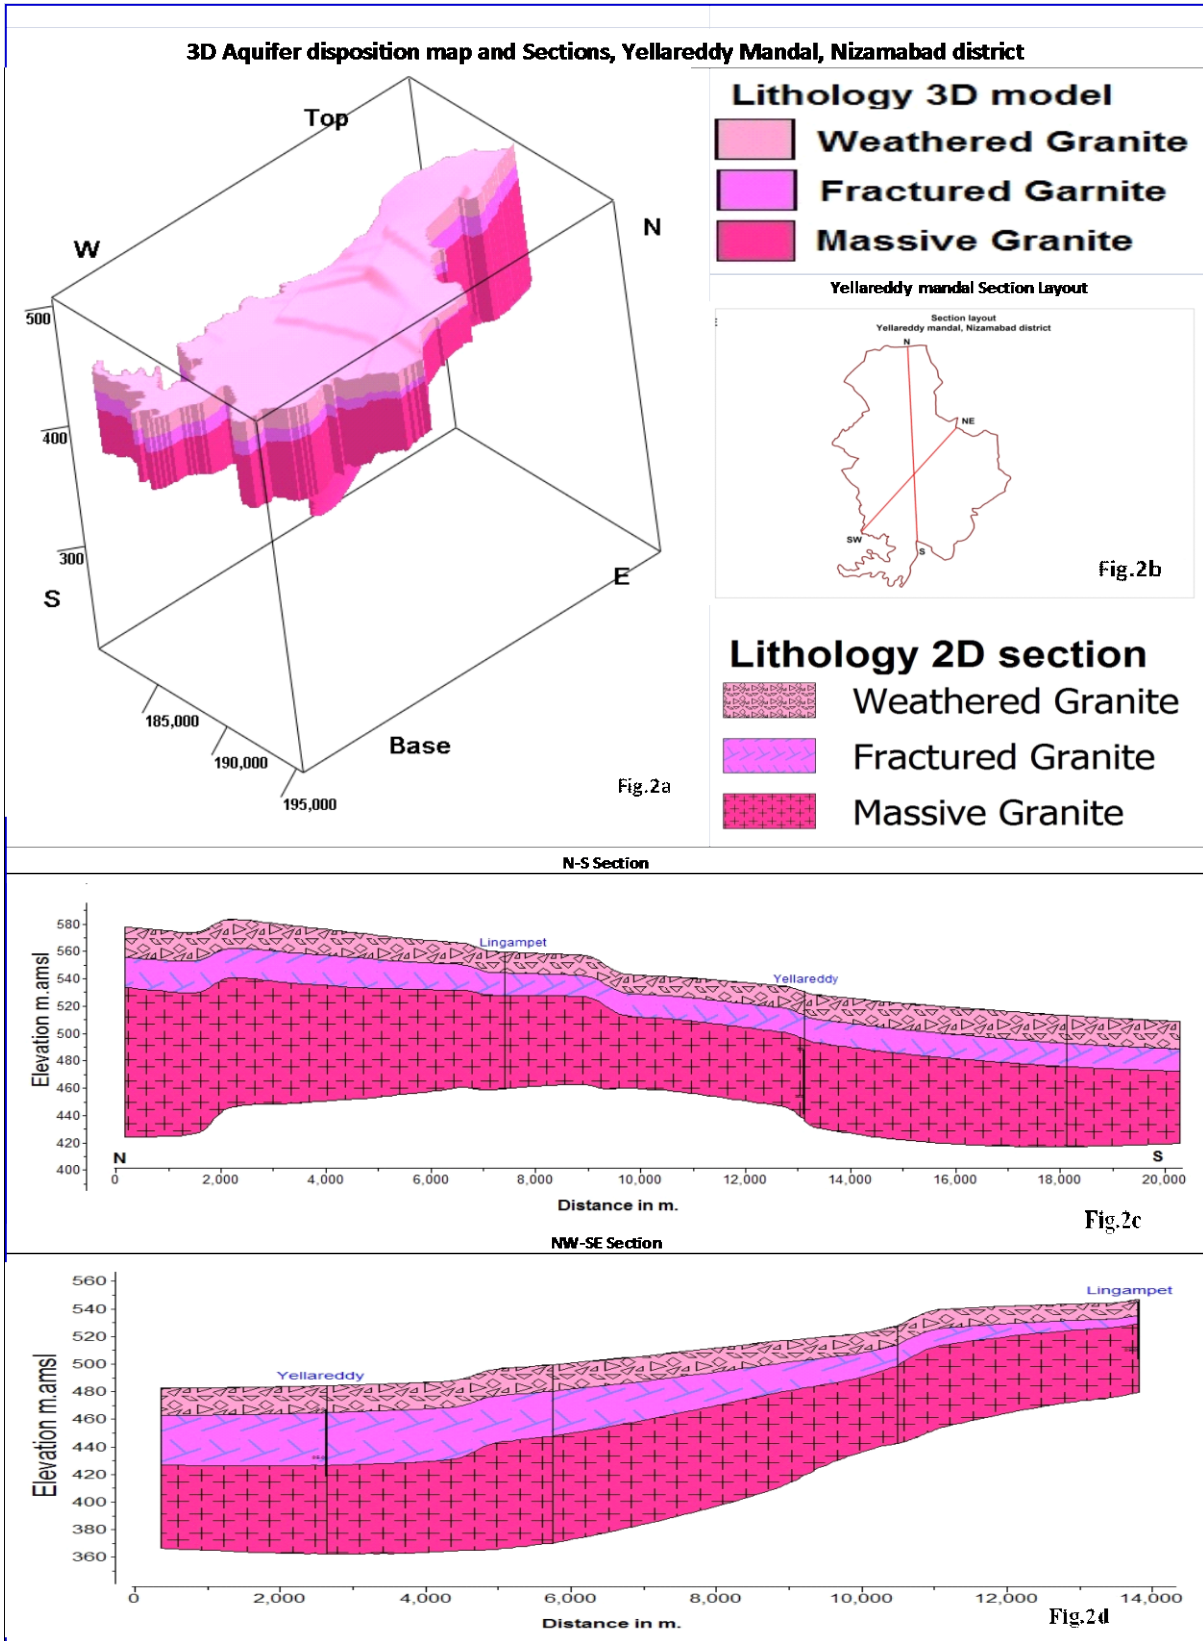 3D Aquifer disposition map and Sections, Yellareddy Mandal, Nizamabad district
Top
W
N
500
400
300
S
E
185,000
190,000
195,000
Base
Fig.2a
Lithology 3D model
Weathered Granite
Fractured Garnite
Massive Granite
Yellareddy mandal Section Layout
Section layout
Yellareddy mandal, Nizamabad district
N
NE
SW
S
Fig.2b
Lithology 2D section
Weathered Granite
Fractured Granite
Massive Granite
N-S Section
Elevation m.amsl
580
560
540
520
500
480
460
440
420
400
Lingampet
Yellareddy
N
S
0 2,000 4,000 6,000 8,000 10,000 12,000 14,000 16,000 18,000 20,000
Distance in m.
Fig.2c
NW-SE Section
Elevation m.amsl
560
540
520
500
480
460
440
420
400
380
360
Lingampet
Yellareddy
0 2,000 4,000 6,000 8,000 10,000 12,000 14,000
Distance in m.
Fig.2d